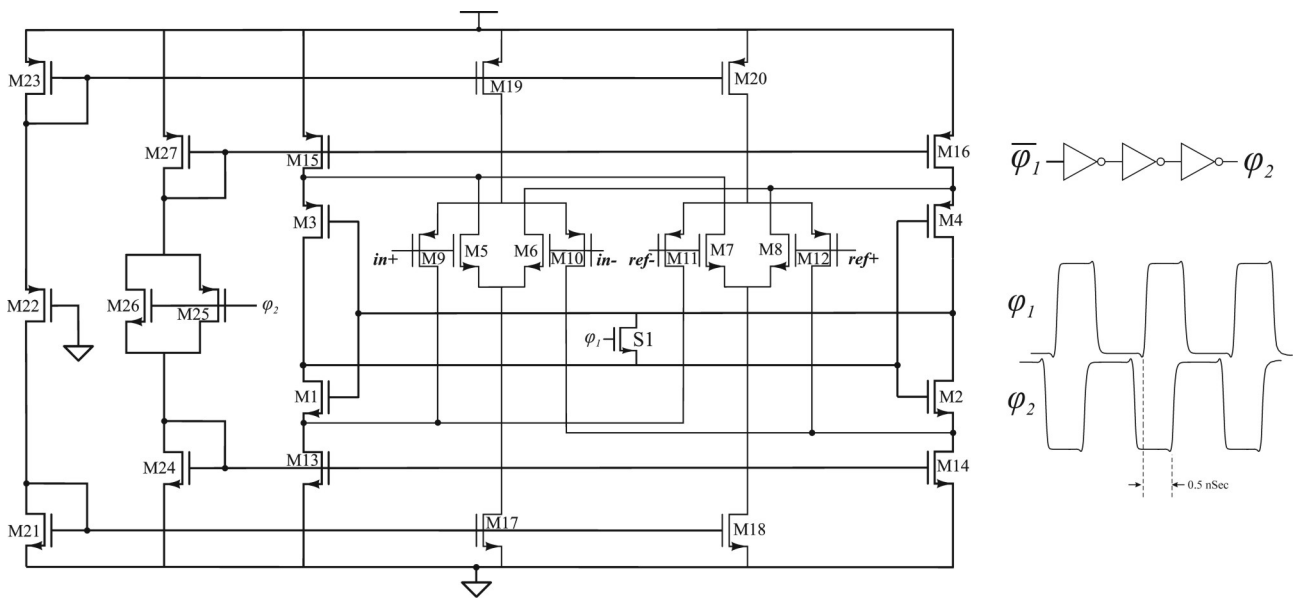 M23
M19
M20
M27
M15
M16
M3
M4
M5
M6
M7
M8
M9
M10
M11
M12
in+
in-
ref-
ref+
M22
M26
M25
φ2
φ1
S1
M1
M2
M24
M13
M14
M21
M17
M18
φ1
φ2
φ1
φ2
0.5 nSec